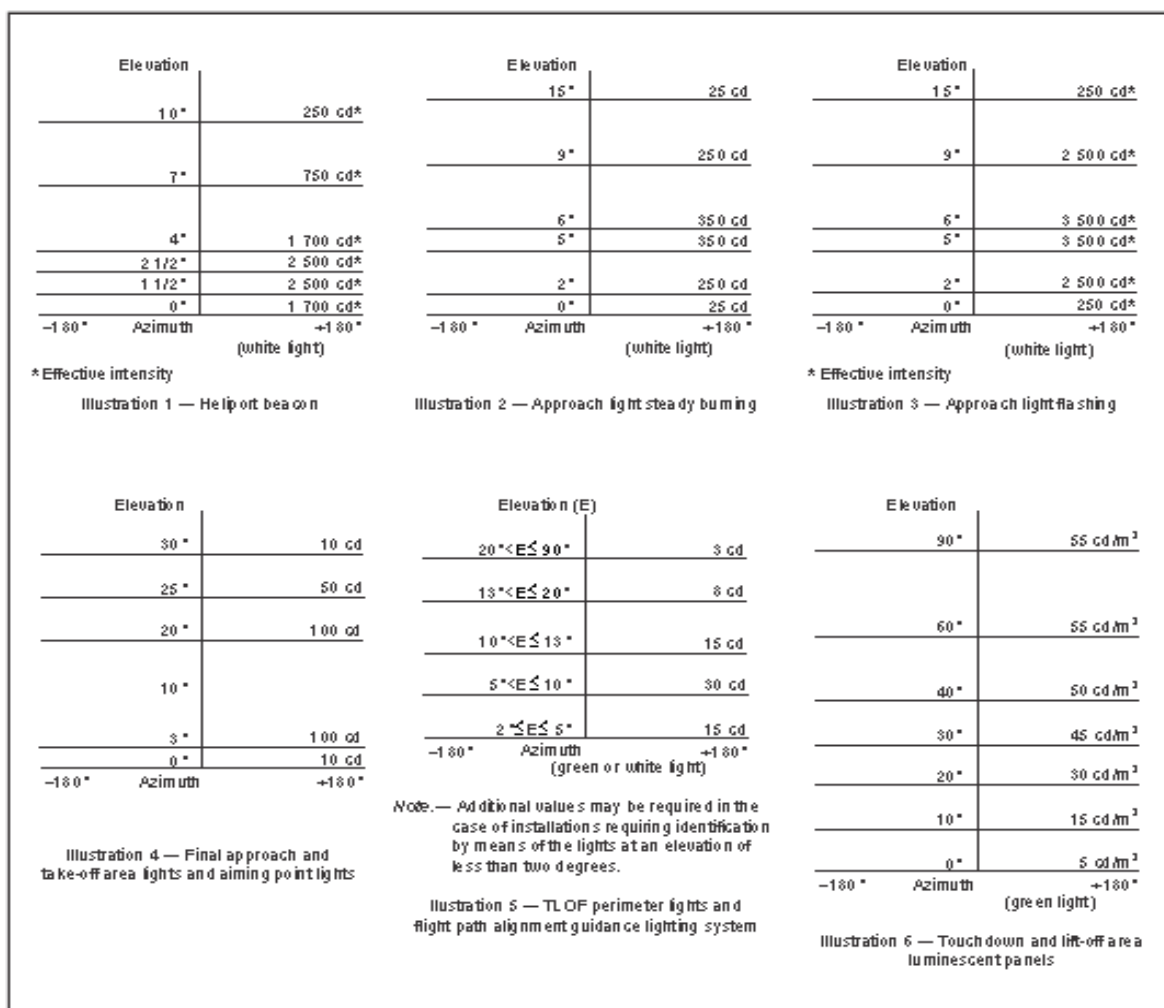 Elevation
10° 250 cd*
7° 750 cd*
4° 1 700 cd*
2 1/2° 2 500 cd*
1 1/2° 2 500 cd*
0° 1 700 cd*
–180° Azimuth +180°
(white light)
* Effective intensity
Illustration 1 — Heliport beacon
Elevation
15° 25 cd
9° 250 cd
6° 350 cd
5° 350 cd
2° 250 cd
0° 25 cd
–180° Azimuth +180°
(white light)
Illustration 2 — Approach light steady burning
Elevation
15° 250 cd*
9° 2 500 cd*
6° 3 500 cd*
5° 3 500 cd*
2° 2 500 cd*
0° 250 cd*
–180° Azimuth +180°
(white light)
* Effective intensity
Illustration 3 — Approach light flashing
Elevation
30° 10 cd
25° 50 cd
20° 100 cd
10°
3° 100 cd
0° 10 cd
–180° Azimuth +180°
Illustration 4 — Final approach and
take-off area lights and aiming point lights
Elevation (E)
20°<E≤90° 3 cd
13°<E≤20° 8 cd
10°<E≤13° 15 cd
5°<E≤10° 30 cd
2°≤E≤5° 15 cd
–180° Azimuth +180°
(green or white light)
Note.— Additional values may be required in the
case of installations requiring identification
by means of the lights at an elevation of
less than two degrees.
Illustration 5 — TLOF perimeter lights and
flight path alignment guidance lighting system
Elevation
90° 55 cd/m³
60° 55 cd/m³
40° 50 cd/m³
30° 45 cd/m³
20° 30 cd/m³
10° 15 cd/m³
0° 5 cd/m³
–180° Azimuth +180°
(green light)
Illustration 6 — Touchdown and lift-off area
luminescent panels